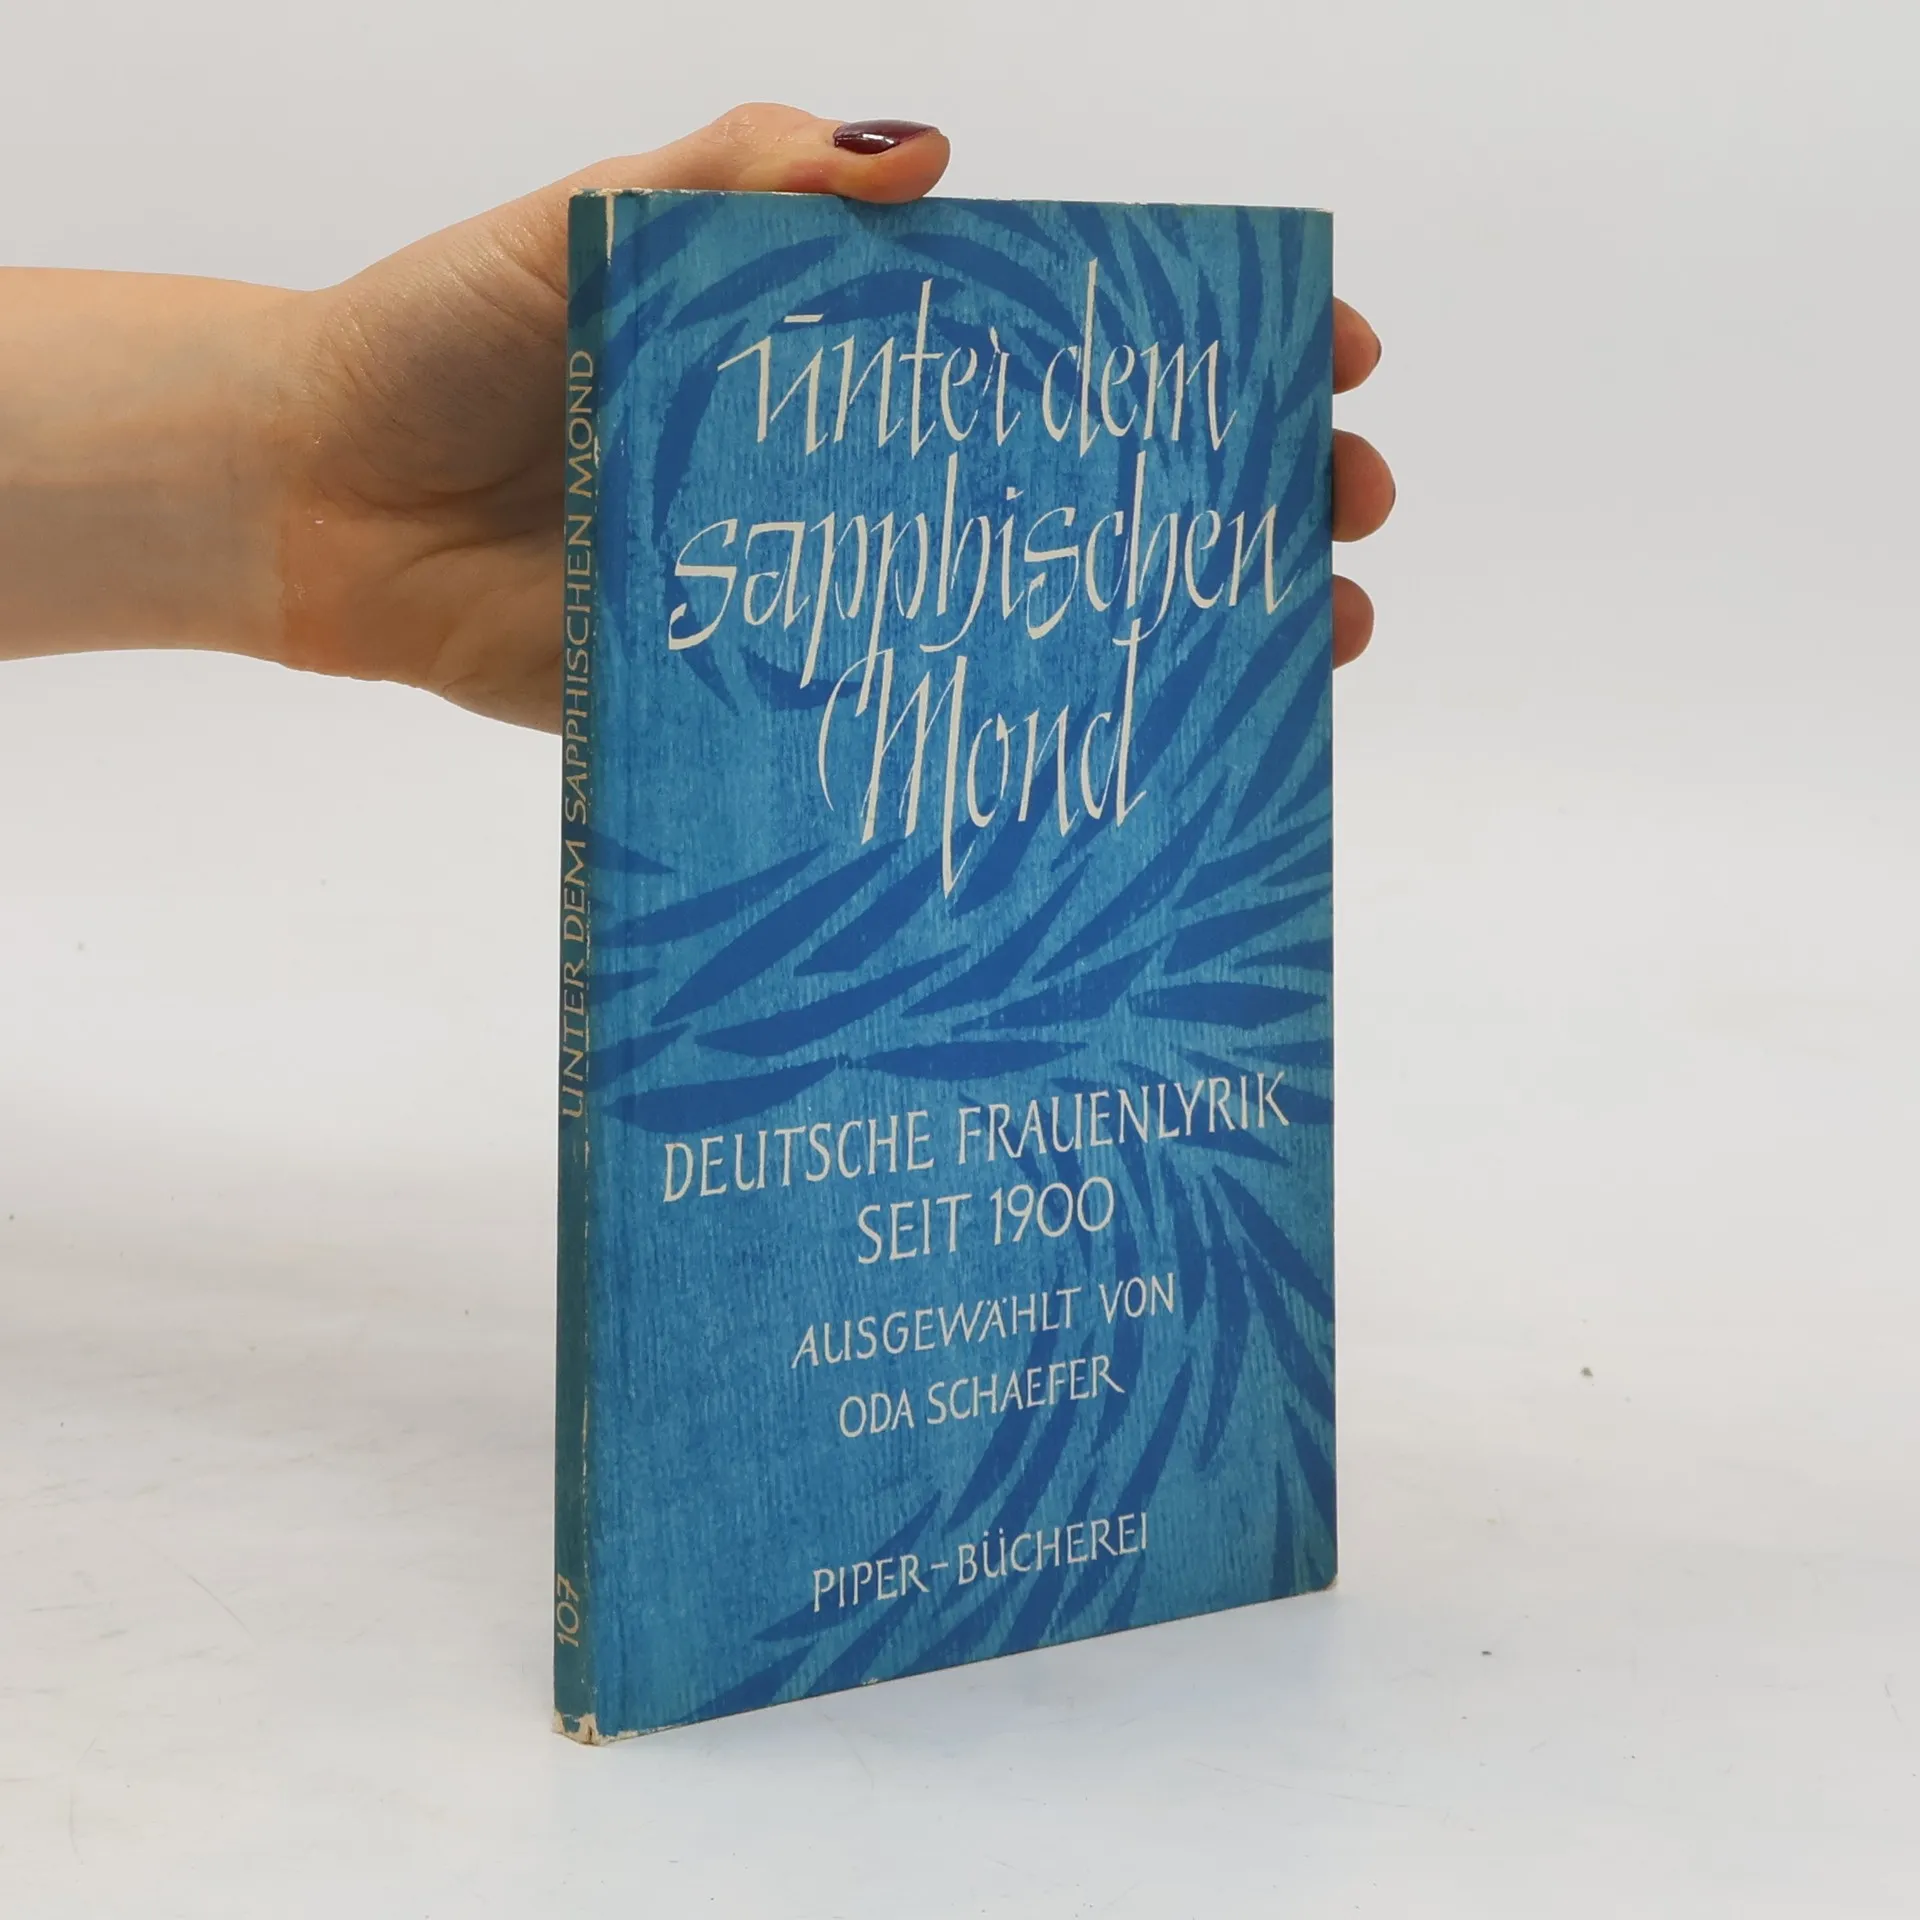 unter dem
sapphischen
Mond
DEUTSCHE FRAUENLYRIK
SEIT 1900
AUSGEWÄHLT VON
ODA SCHAEFER
PIPER-BÜCHEREI
UNTER DEM SAPPHISCHEN MOND
107